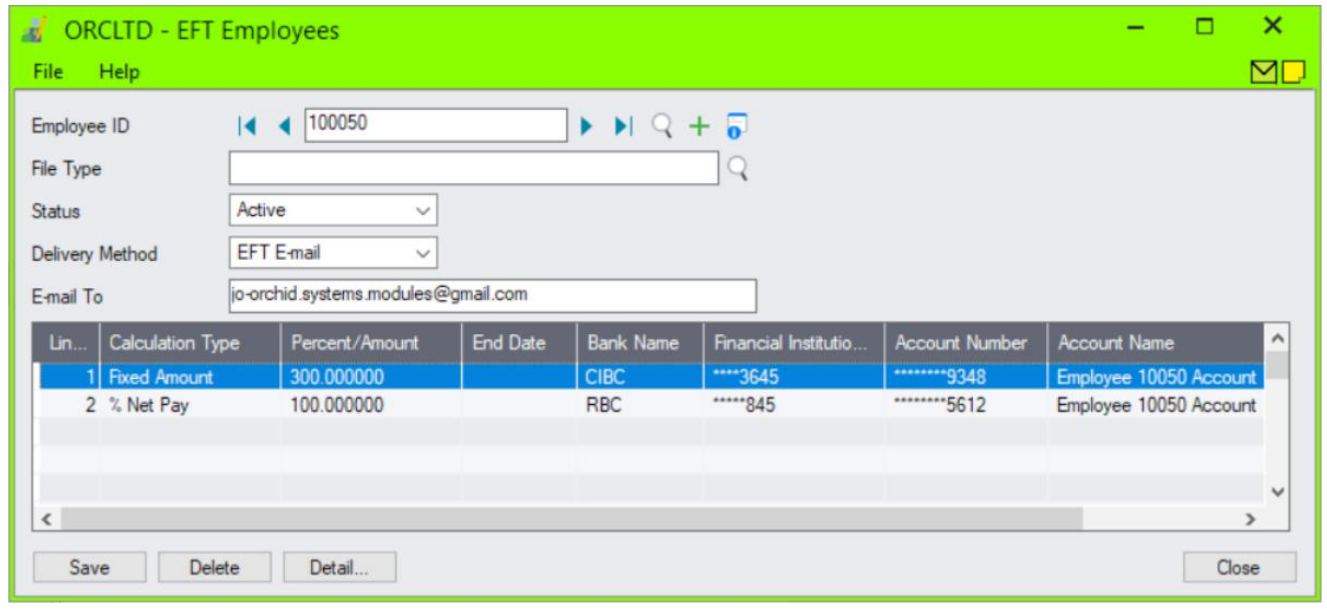 ORCLTD - EFT Employees
File Help
Employee ID 100050
File Type
Status Active
Delivery Method EFT E-mail
E-mail To jo-orchid.systems.modules@gmail.com
Lin... Calculation Type Percent/Amount End Date Bank Name Financial Institutio... Account Number Account Name
1 Fixed Amount 300.000000 CIBC ****3645 ********9348 Employee 10050 Account
2 % Net Pay 100.000000 RBC *****845 ********5612 Employee 10050 Account
Save Delete Detail... Close